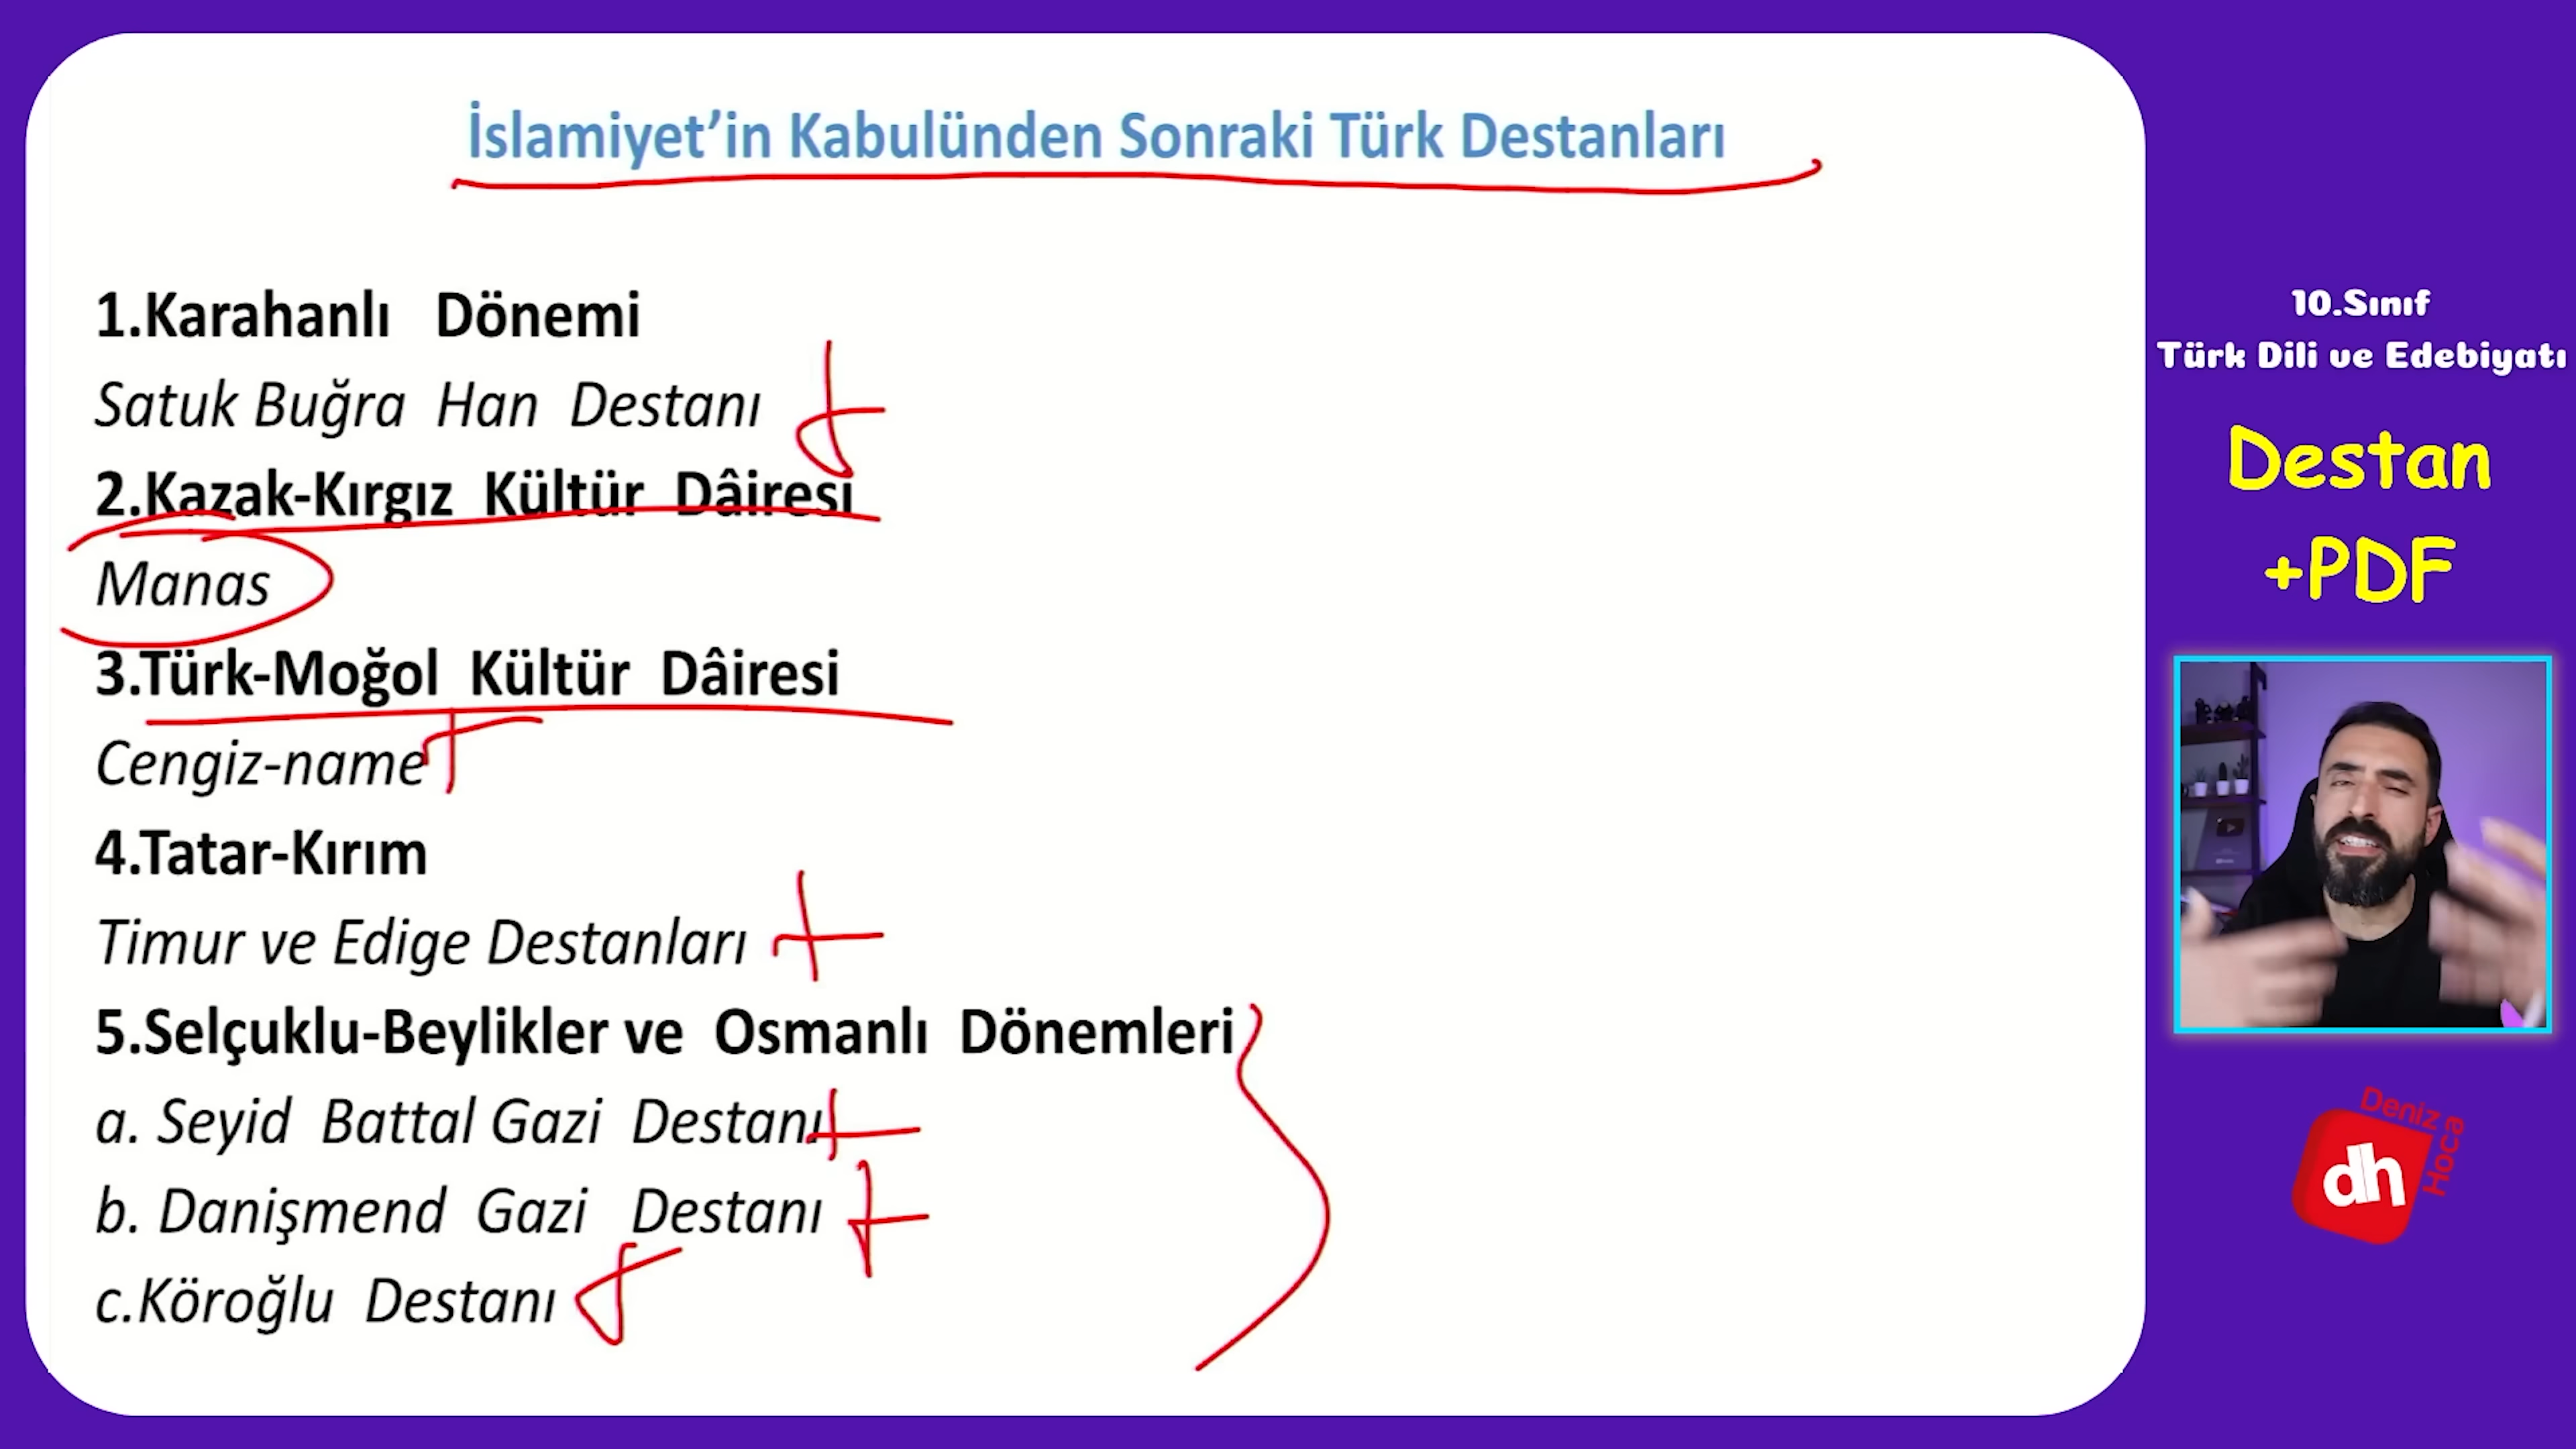 İslamiyet’in Kabulünden Sonraki Türk Destanları
1.Karahanlı Dönemi
Satuk Buğra Han Destanı
2.Kazak-Kırgız Kültür Dâiresi
Manas
3.Türk-Moğol Kültür Dâiresi
Cengiz-name
4.Tatar-Kırım
Timur ve Edige Destanları
5.Selçuklu-Beylikler ve Osmanlı Dönemleri
a. Seyid Battal Gazi Destanı
b. Danişmend Gazi Destanı
c.Köroğlu Destanı
10.Sınıf
Türk Dili ve Edebiyatı
Destan
+PDF
Deniz
Hoca
dh